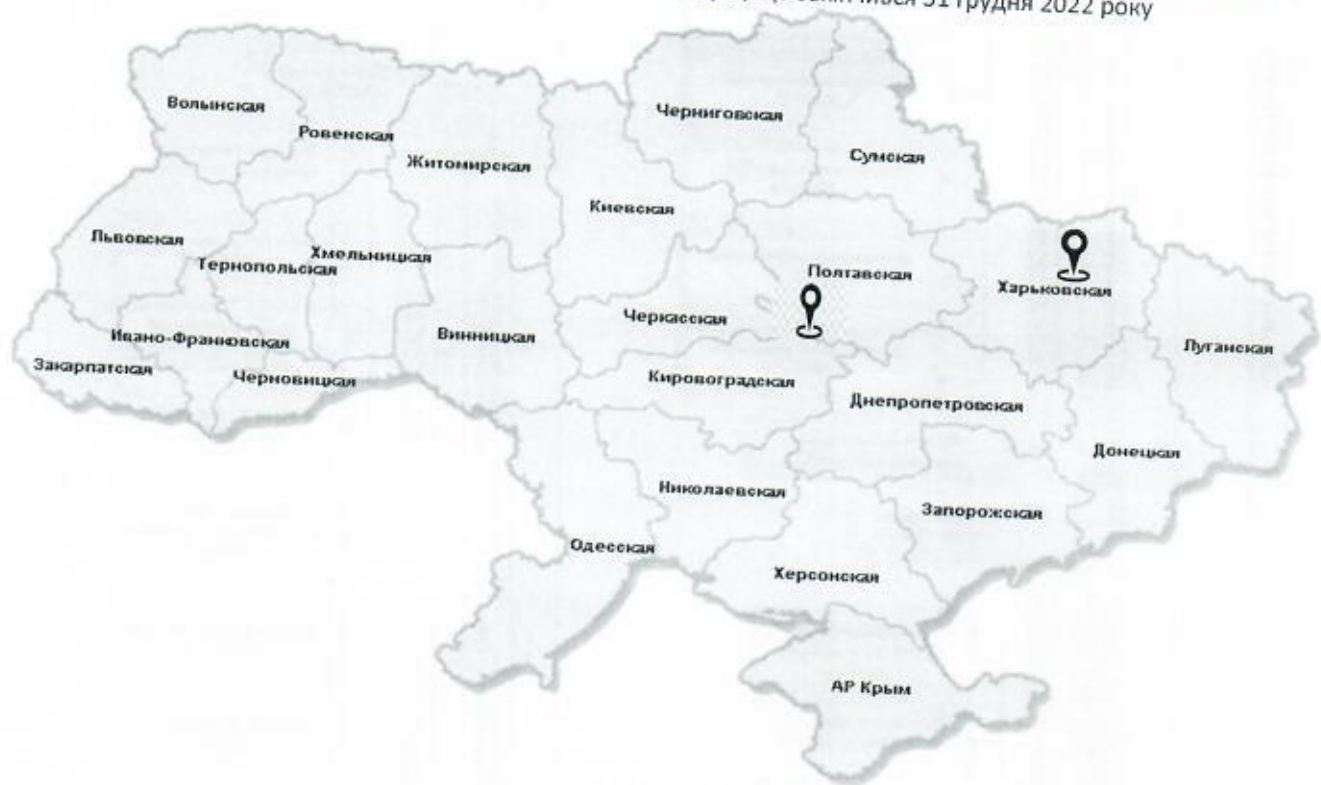 31 грудня 2022 року
Волынская
Ровенская
Житомирская
Черниговская
Сумская
Киевская
Львовская
Тернопольская
Хмельницкая
Полтавская
Харьковская
Черкасская
Винницкая
Ивано-Франковская
Закарпатская
Черновицкая
Кировоградская
Днепропетровская
Луганская
Донецкая
Николаевская
Запорожская
Одесская
Херсонская
АР Крым